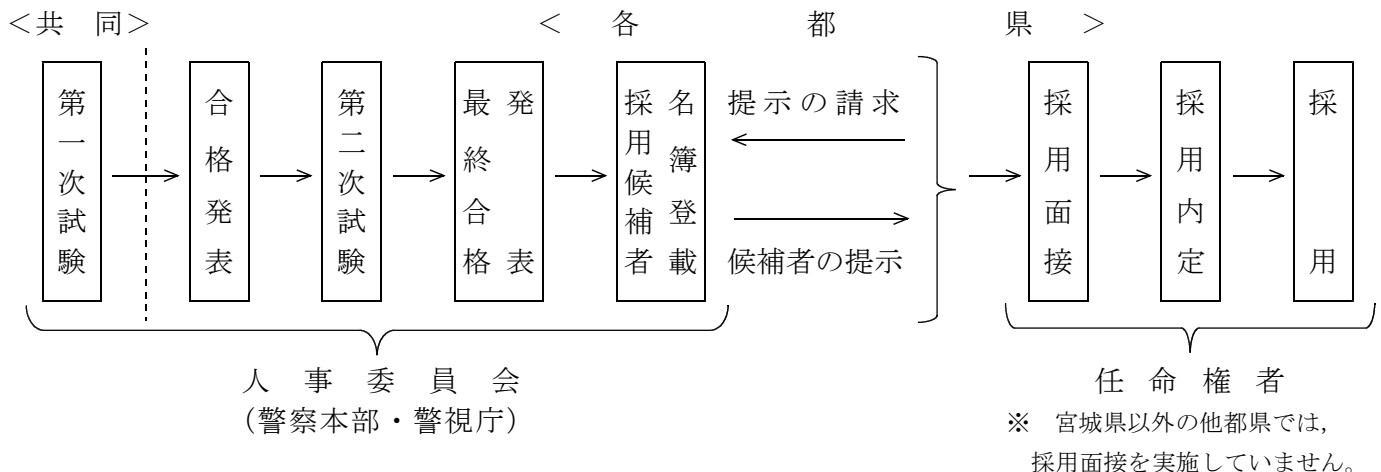 ＜共 同＞
＜ 各 都 県 ＞
第一次試験
合格発表
第二次試験
最終合格
発表
採用候補者
名簿登載
提示の請求
候補者の提示
採用面接
採用内定
採用
人 事 委 員 会
（警察本部・警視庁）
任 命 権 者
※ 宮城県以外の他都県では，
採用面接を実施していません。